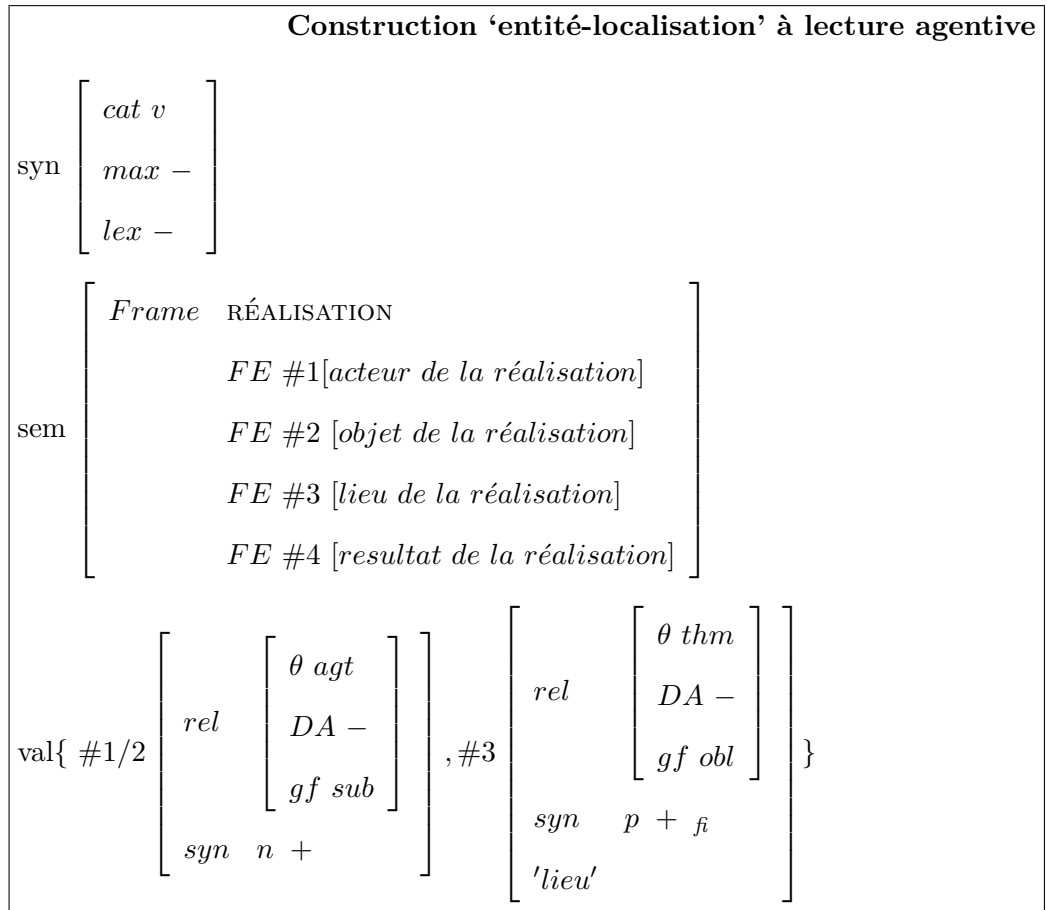 Construction ‘entité-localisation’ à lecture agentive
syn [ cat v
max −
lex − ]
sem [ Frame RÉALISATION
FE #1[acteur de la réalisation]
FE #2 [objet de la réalisation]
FE #3 [lieu de la réalisation]
FE #4 [resultat de la réalisation] ]
val{ #1/2 [ rel [ θ agt
DA −
gf sub ]
syn n + ]
, #3 [ rel [ θ thm
DA −
gf obl ]
syn p + fi
'lieu' ] }